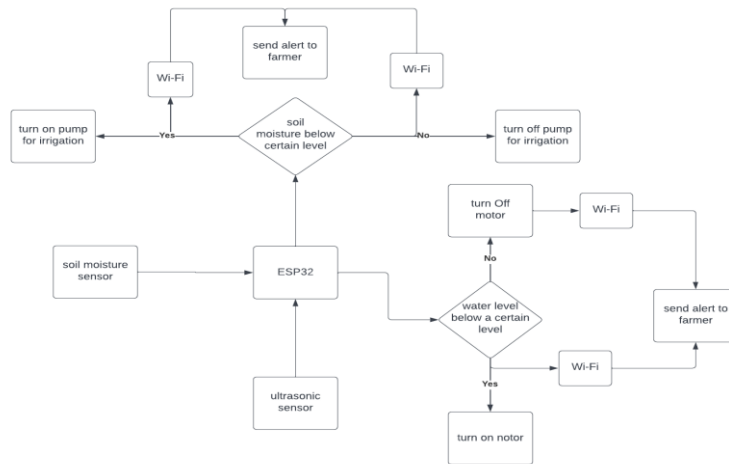 send alert to
farmer
Wi-Fi
Wi-Fi
turn on pump
for irrigation
Yes
soil
moisture below
certain level
No
turn off pump
for irrigation
turn Off
motor
Wi-Fi
soil moisture
sensor
ESP32
No
water level
below a certain
level
send alert to
farmer
Wi-Fi
Yes
ultrasonic
sensor
turn on notor